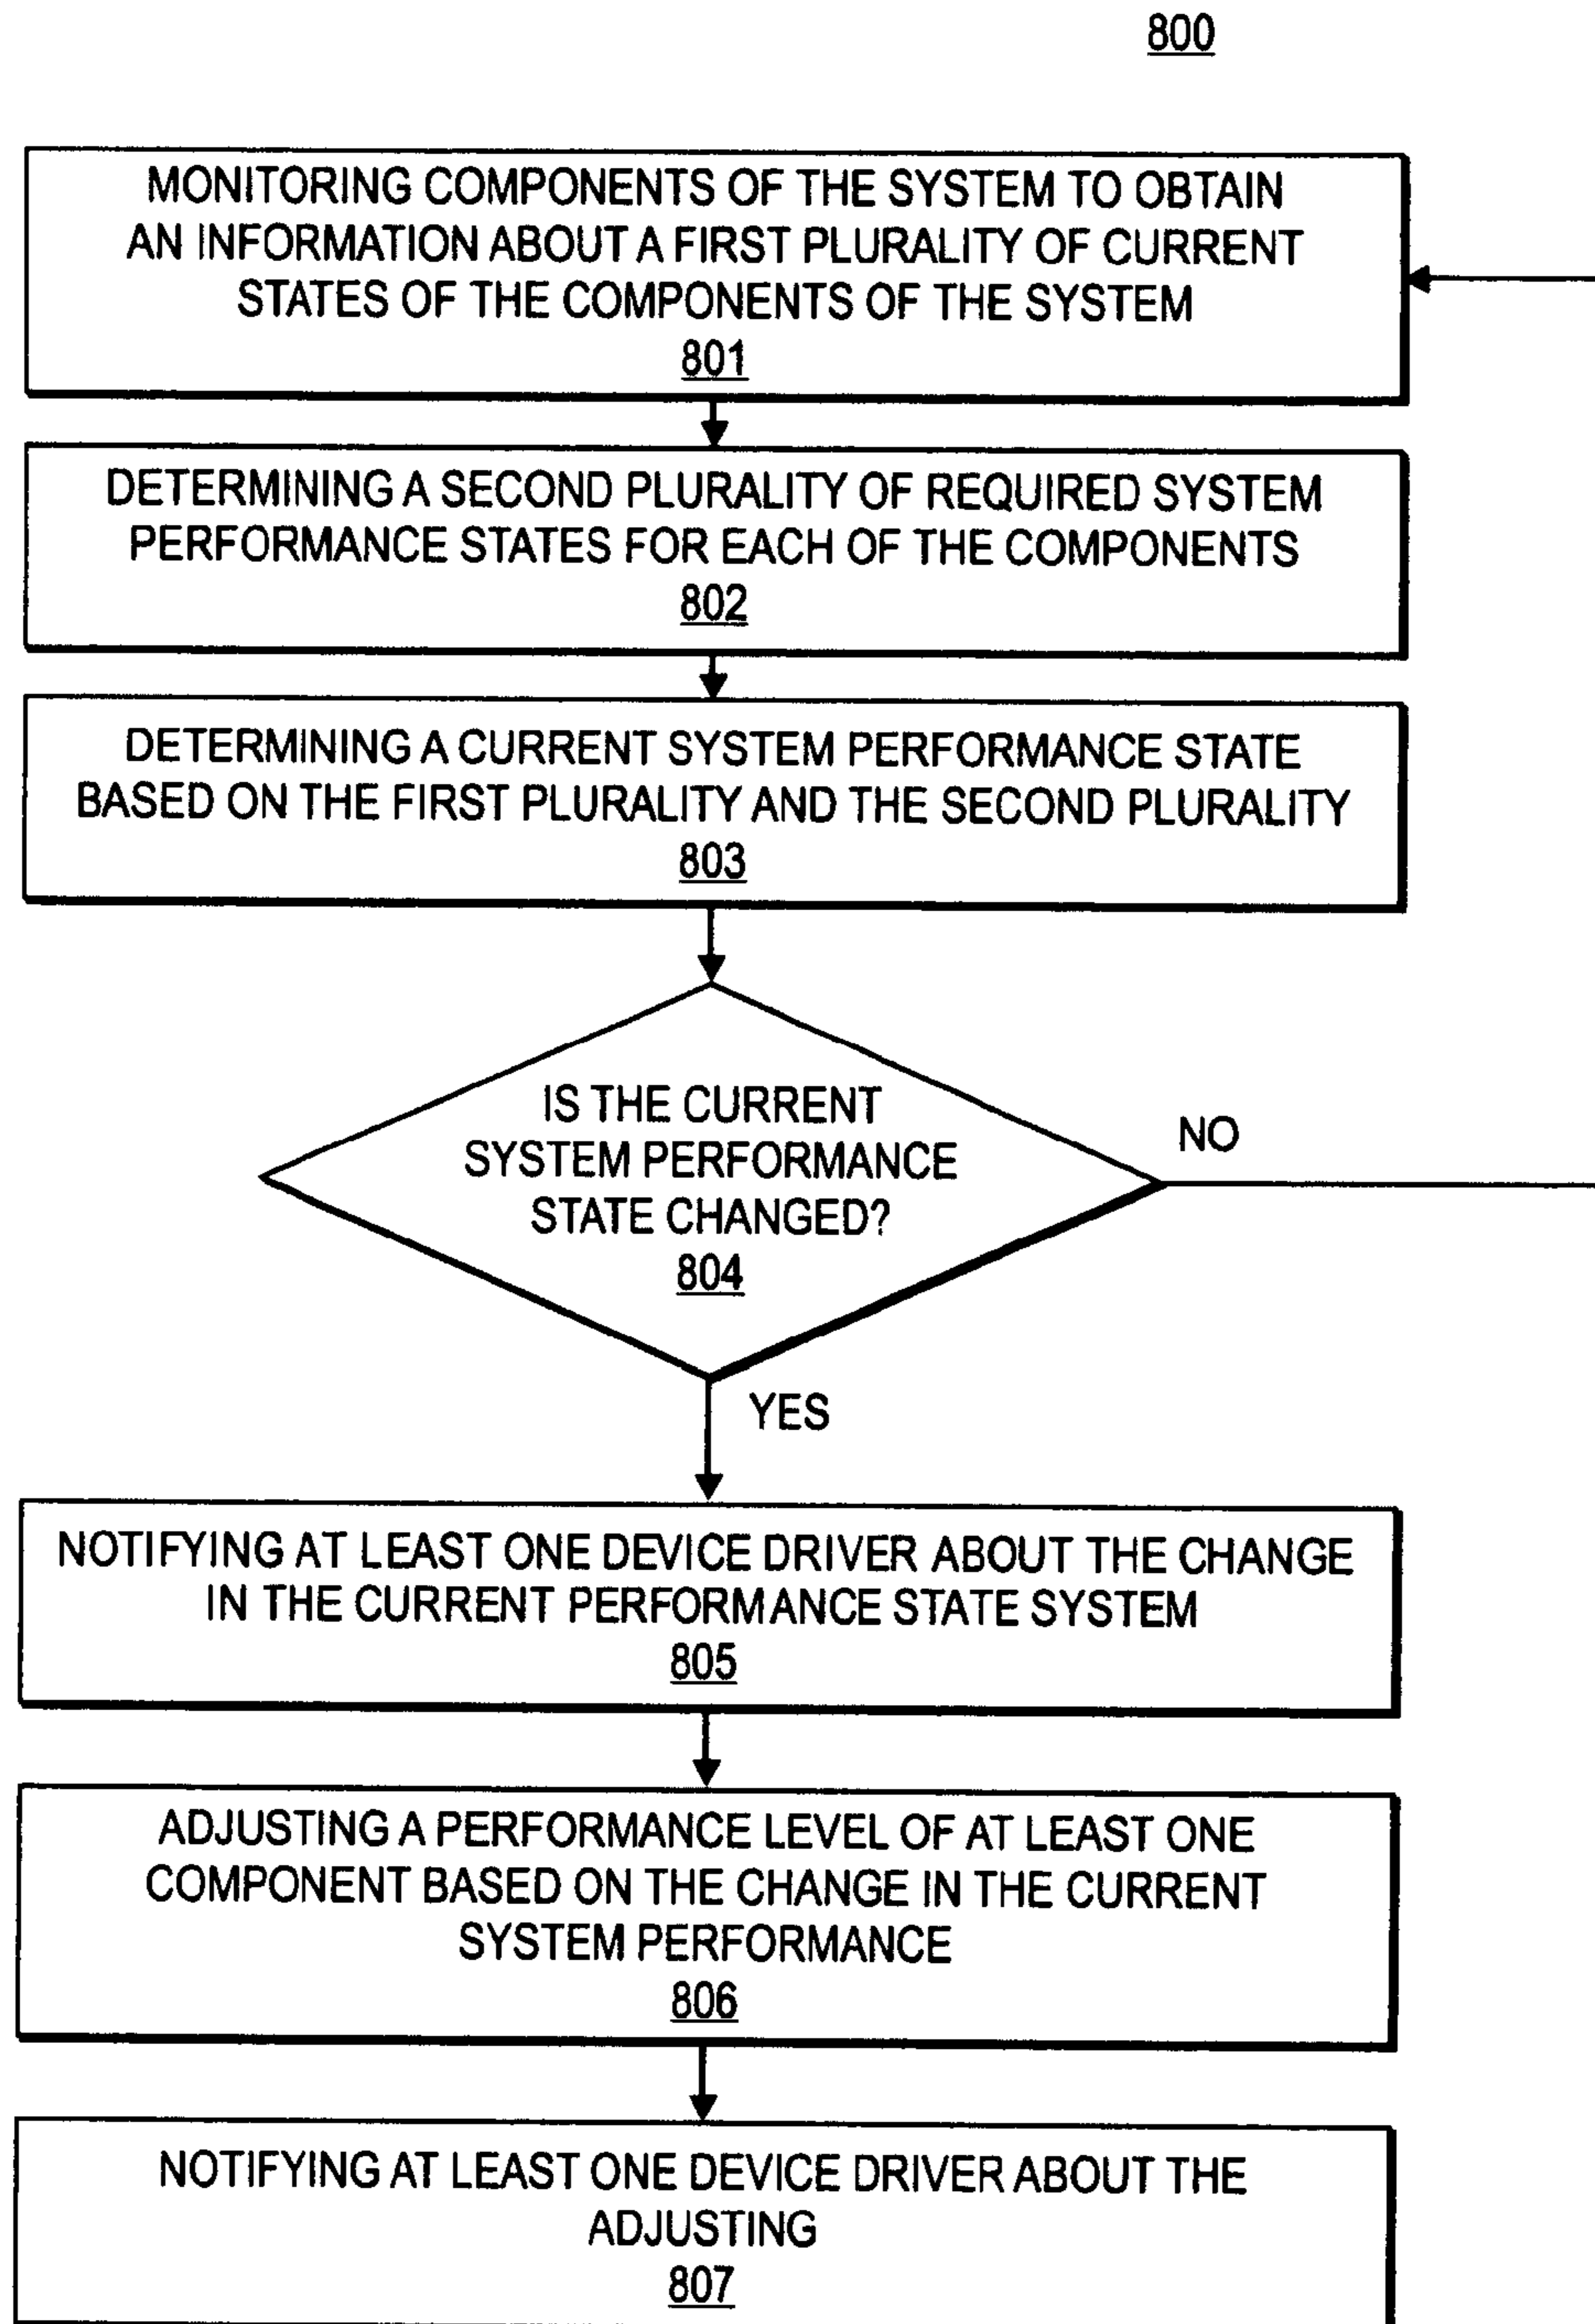 800
MONITORING COMPONENTS OF THE SYSTEM TO OBTAIN
AN INFORMATION ABOUT A FIRST PLURALITY OF CURRENT
STATES OF THE COMPONENTS OF THE SYSTEM
801
DETERMINING A SECOND PLURALITY OF REQUIRED SYSTEM
PERFORMANCE STATES FOR EACH OF THE COMPONENTS
802
DETERMINING A CURRENT SYSTEM PERFORMANCE STATE
BASED ON THE FIRST PLURALITY AND THE SECOND PLURALITY
803
IS THE CURRENT
SYSTEM PERFORMANCE
STATE CHANGED?
804
NO
YES
NOTIFYING AT LEAST ONE DEVICE DRIVER ABOUT THE CHANGE
IN THE CURRENT PERFORMANCE STATE SYSTEM
805
ADJUSTING A PERFORMANCE LEVEL OF AT LEAST ONE
COMPONENT BASED ON THE CHANGE IN THE CURRENT
SYSTEM PERFORMANCE
806
NOTIFYING AT LEAST ONE DEVICE DRIVER ABOUT THE
ADJUSTING
807